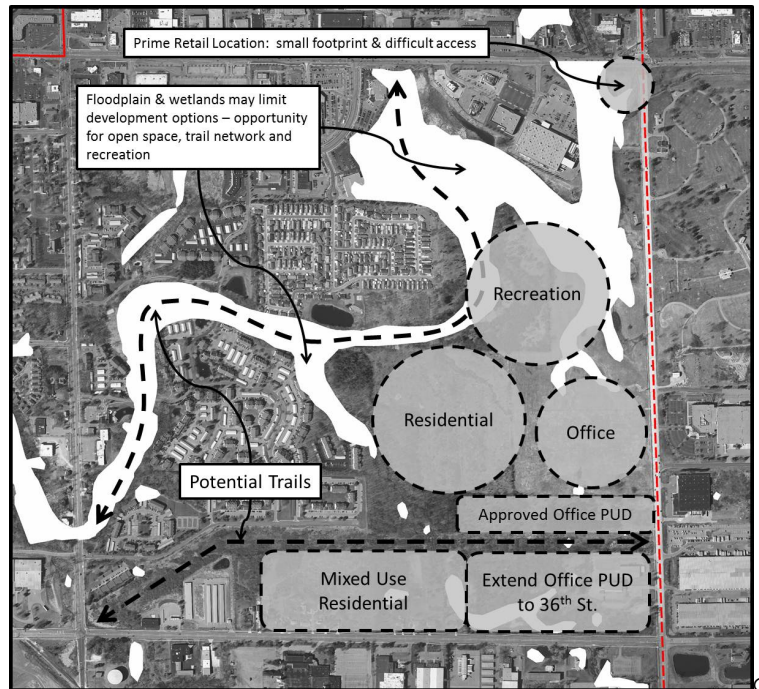 Prime Retail Location: small footprint & difficult access
Floodplain & wetlands may limit
development options – opportunity
for open space, trail network and
recreation
Recreation
Residential
Office
Potential Trails
Approved Office PUD
Mixed Use
Residential
Extend Office PUD
to 36th St.